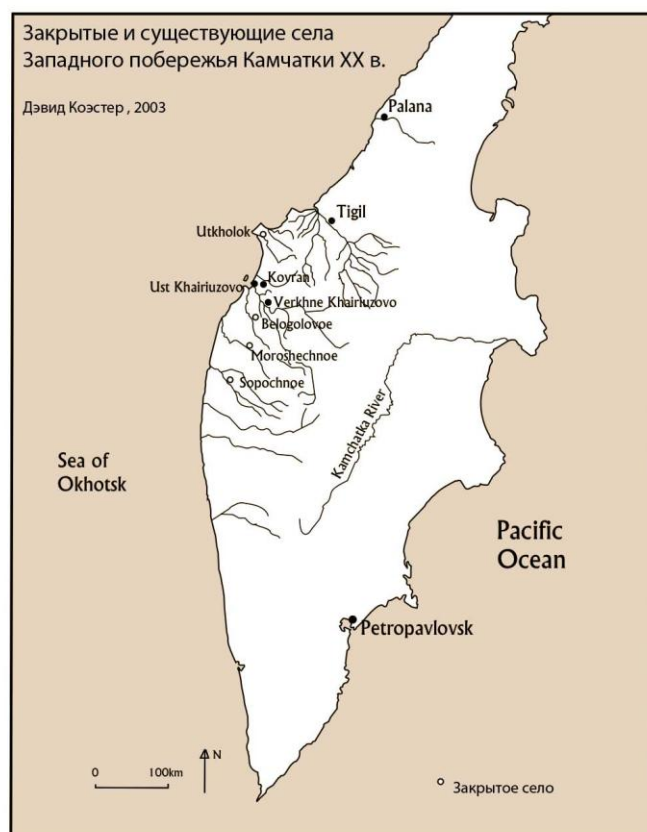 Закрытые и существующие села
Западного побережья Камчатки XX в.
Дэвид Коэстер , 2003
Palana
Tigil
Utkholok
Kovran
Ust Khairiuzovo
Verkhne Khairiuzovo
Belogolovoe
Moroshechnoe
Sopochnoe
Kamchatka River
Sea of
Okhotsk
Pacific
Ocean
Petropavlovsk
N
0 100km
Закрытое село